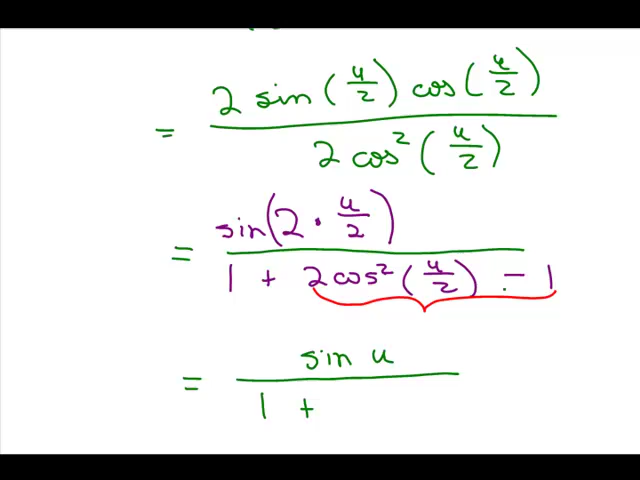 = 2 sin (u/2) cos (u/2) / 2 cos² (u/2)
= sin(2 · u/2) / 1 + 2cos² (u/2) - 1
= sin u / 1 +